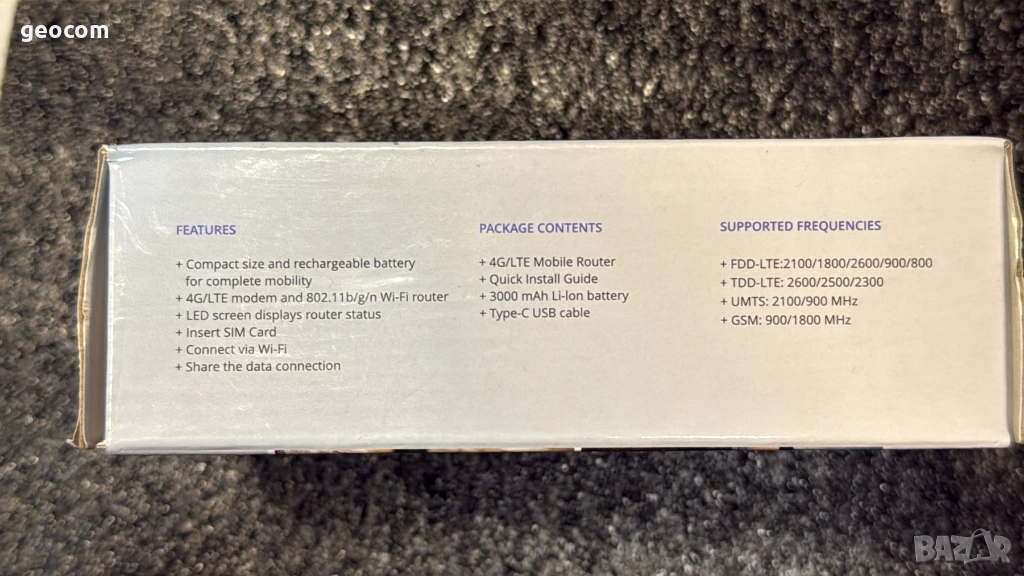 geocom
FEATURES
+ Compact size and rechargeable battery
for complete mobility
+ 4G/LTE modem and 802.11b/g/n Wi-Fi router
+ LED screen displays router status
+ Insert SIM Card
+ Connect via Wi-Fi
+ Share the data connection
PACKAGE CONTENTS
+ 4G/LTE Mobile Router
+ Quick Install Guide
+ 3000 mAh Li-Ion battery
+ Type-C USB cable
SUPPORTED FREQUENCIES
+ FDD-LTE:2100/1800/2600/900/800
+ TDD-LTE: 2600/2500/2300
+ UMTS: 2100/900 MHz
+ GSM: 900/1800 MHz
BAZAR